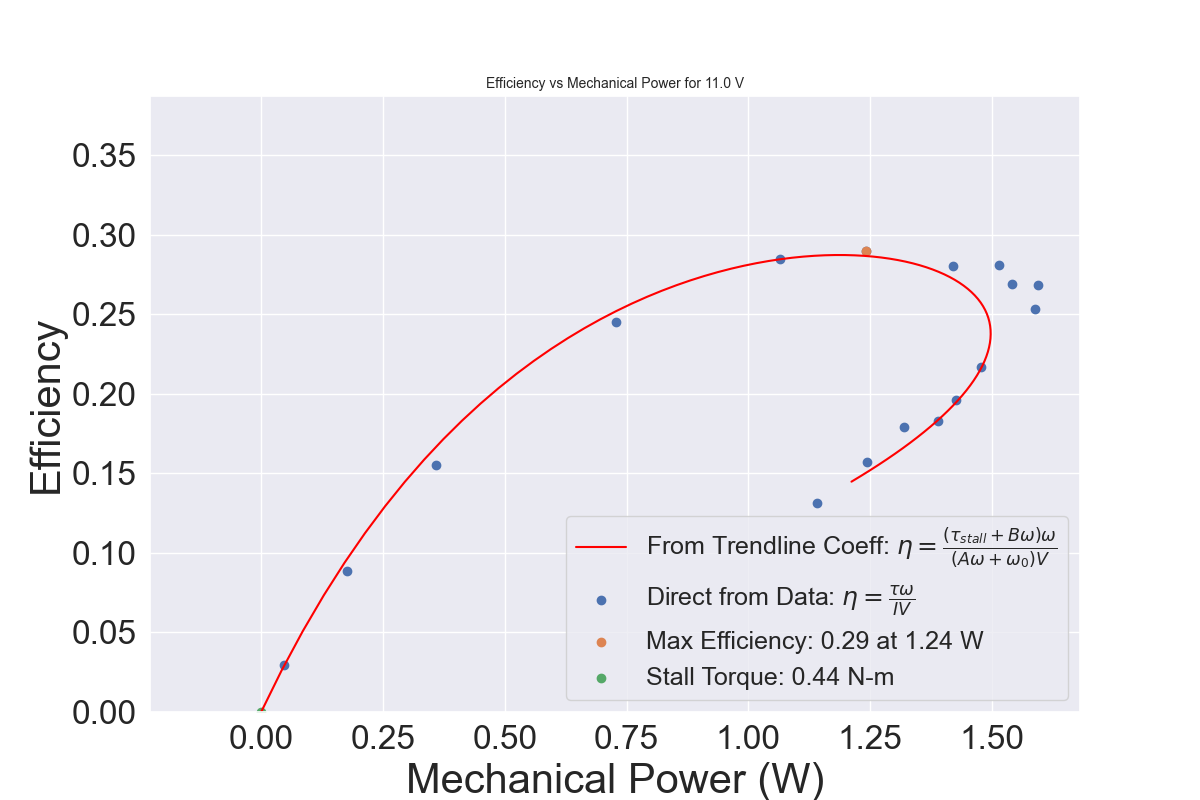 Efficiency vs Mechanical Power for 11.0 V
0.35
0.30
0.25
0.20
0.15
0.10
0.05
0.00
Efficiency
From Trendline Coeff: η = (τ_stall + Bω)ω / (Aω + ω_0)V
Direct from Data: η = τω / IV
Max Efficiency: 0.29 at 1.24 W
Stall Torque: 0.44 N-m
0.00 0.25 0.50 0.75 1.00 1.25 1.50
Mechanical Power (W)